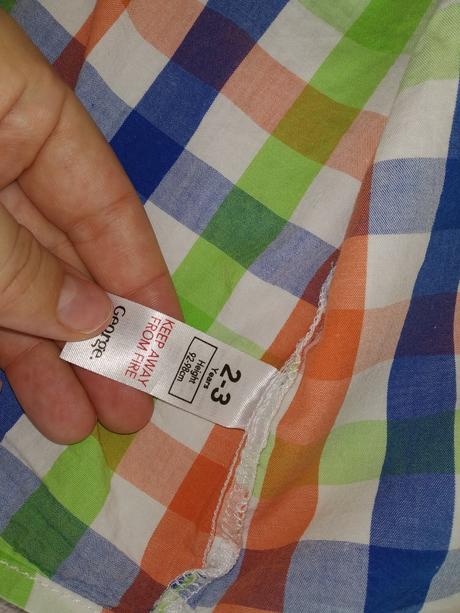 George.
KEEP AWAY
FROM FIRE
2-3
Years
Height
92-98cm